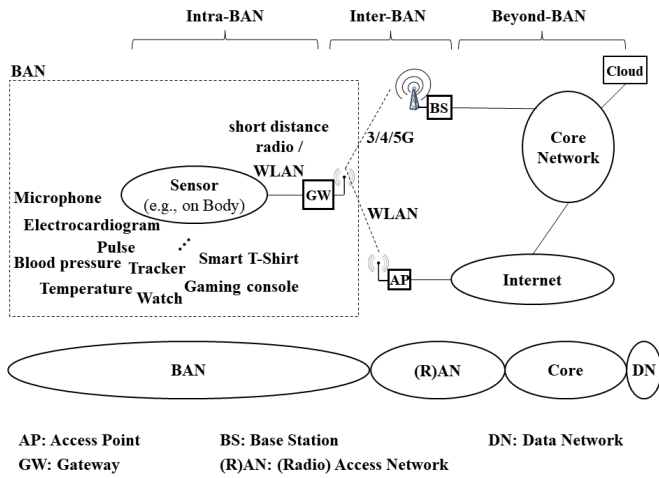 Intra-BAN Inter-BAN Beyond-BAN
BAN
Cloud
BS
short distance
radio /
WLAN
3/4/5G
Core
Network
Sensor
(e.g., on Body)
GW
Microphone
WLAN
Electrocardiogram
Pulse
Blood pressure
Tracker
Smart T-Shirt
Temperature
Watch
Gaming console
AP
Internet
BAN (R)AN Core DN
AP: Access Point BS: Base Station DN: Data Network
GW: Gateway (R)AN: (Radio) Access Network